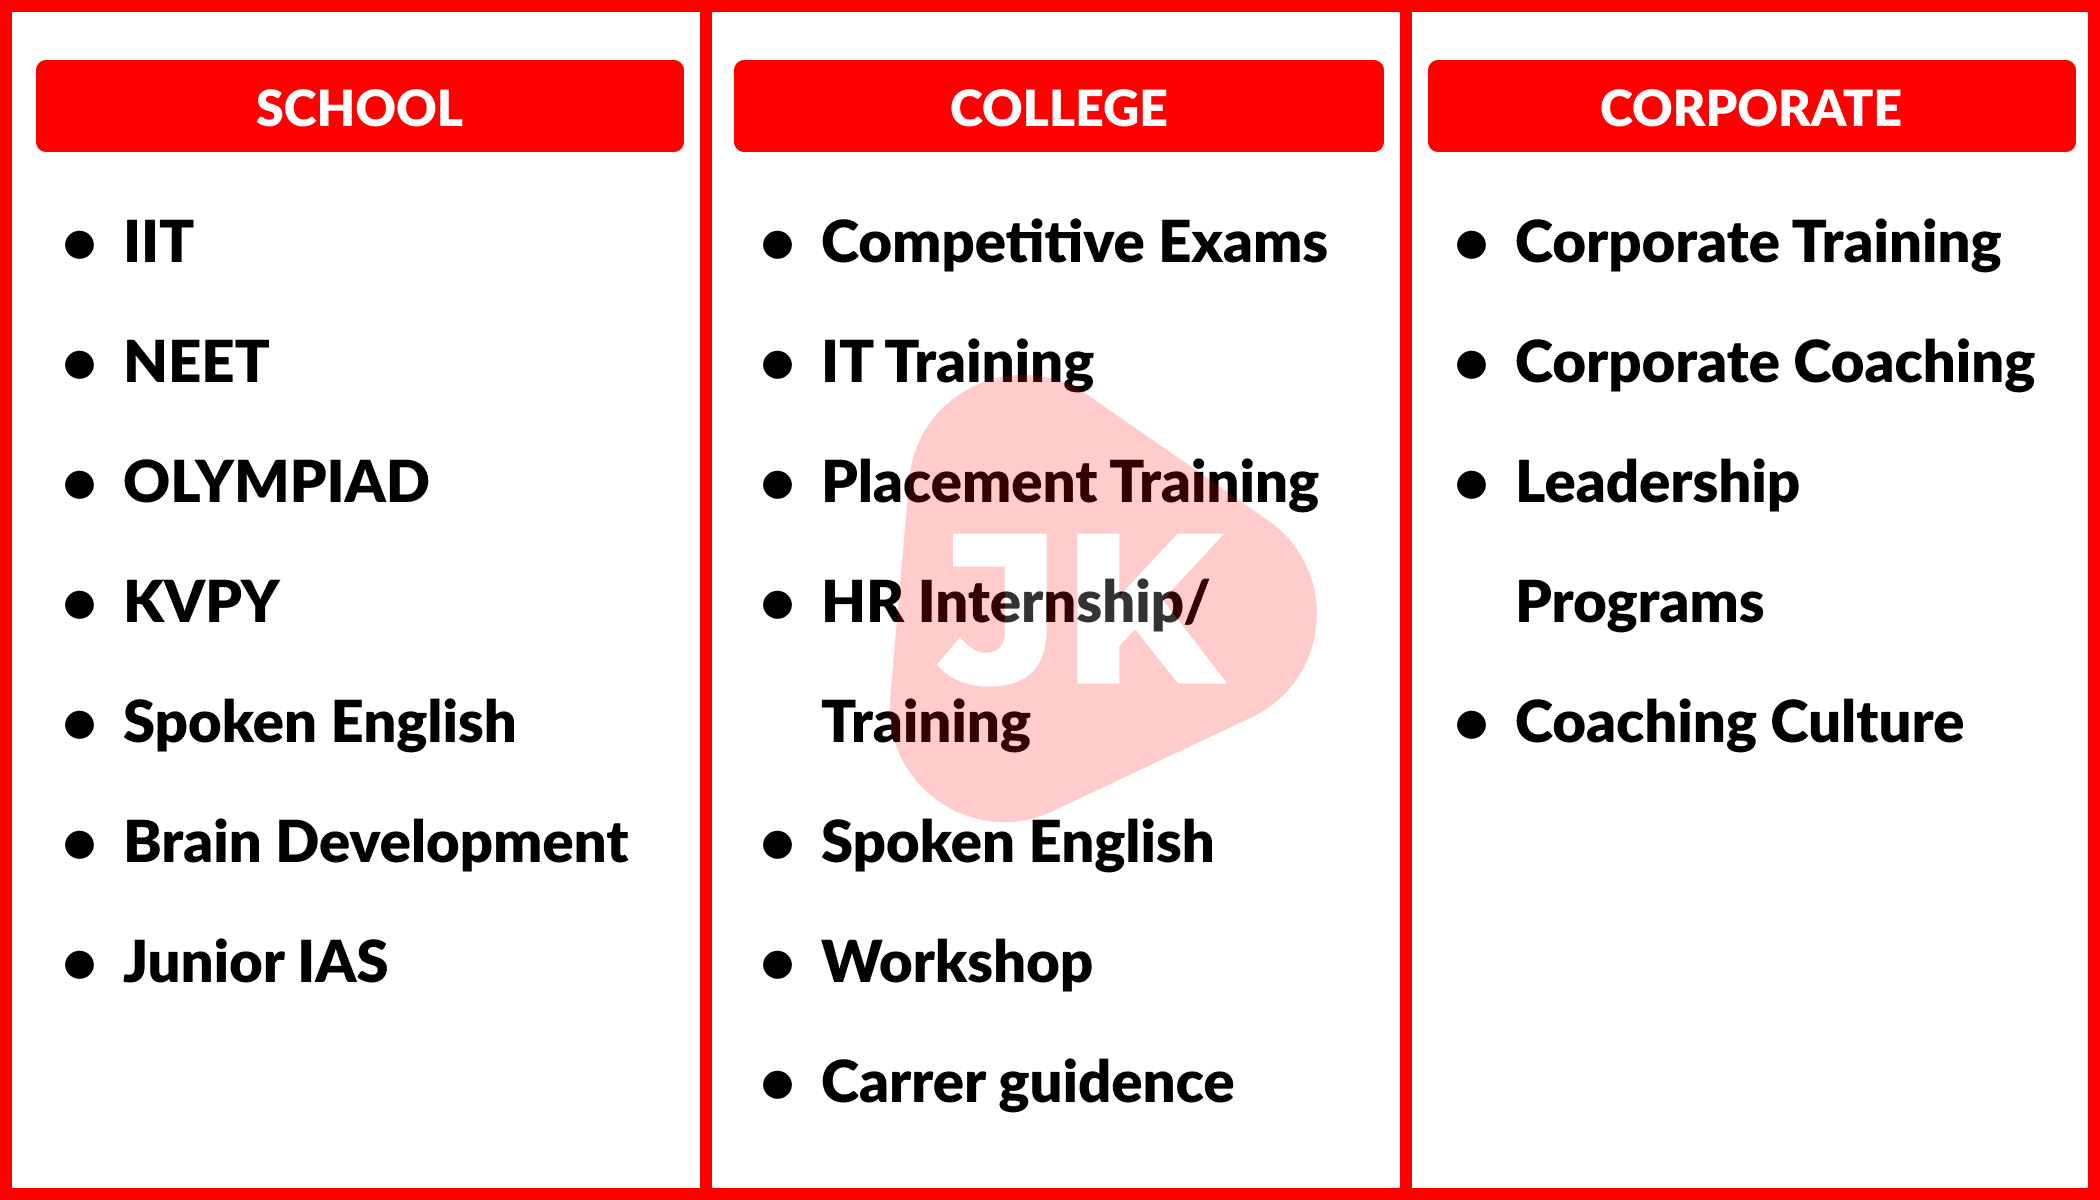 SCHOOL
● IIT
● NEET
● OLYMPIAD
● KVPY
● Spoken English
● Brain Development
● Junior IAS
COLLEGE
● Competitive Exams
● IT Training
● Placement Training
● HR Internship/
Training
● Spoken English
● Workshop
● Carrer guidence
JK
CORPORATE
● Corporate Training
● Corporate Coaching
● Leadership
Programs
● Coaching Culture